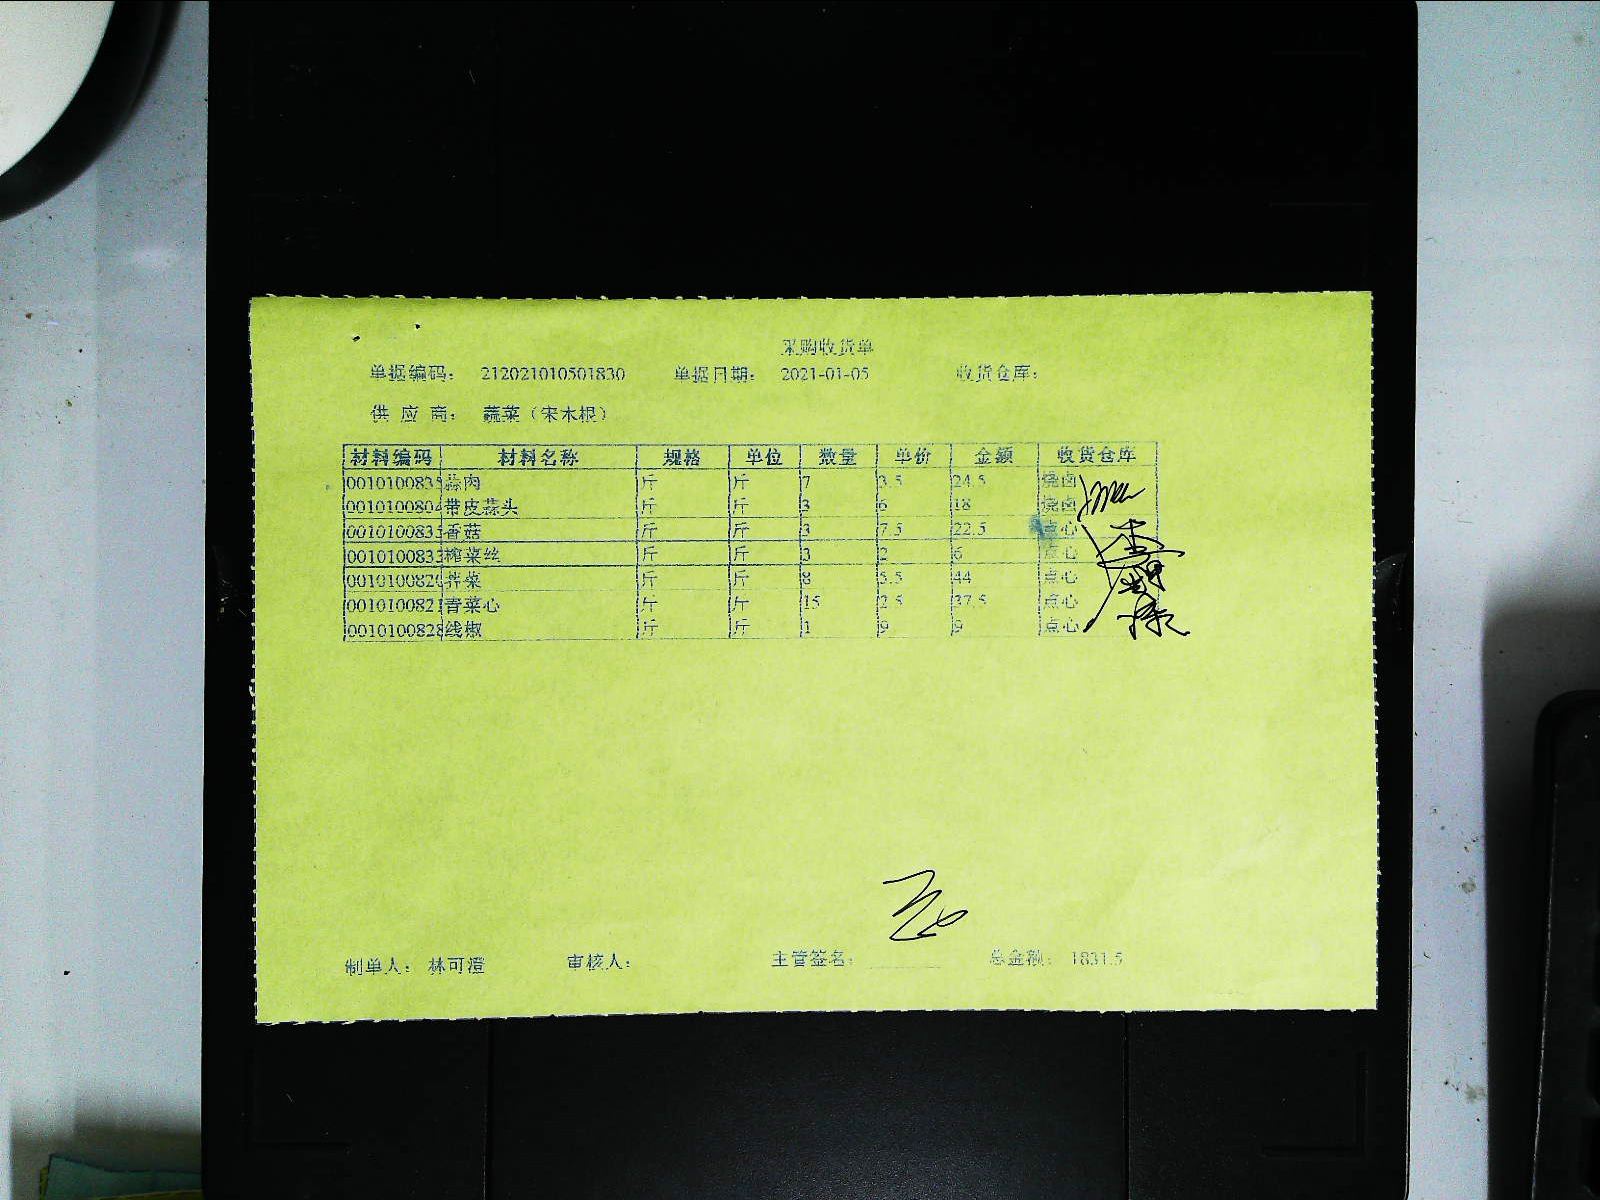 采购收货单
单据编码: 212021010501830 单据日期: 2021-01-05 收货仓库:
供 应 商: 蔬菜(宋木根)
材料编码 材料名称 规格 单位 数量 单价 金额 收货仓库
0010100835 蒜肉 斤 斤 7 3.5 24.5 烧卤
0010100804 带皮蒜头 斤 斤 3 6 18 烧卤
0010100835 香菇 斤 斤 3 7.5 22.5 点心
0010100833 榨菜丝 斤 斤 3 2 6 点心
0010100820 芥菜 斤 斤 8 5.5 44 点心
0010100821 青菜心 斤 斤 15 2.5 37.5 点心
0010100828 线椒 斤 斤 1 9 9 点心
制单人: 林可澄 审核人: 主管签名: 总金额: 1831.5